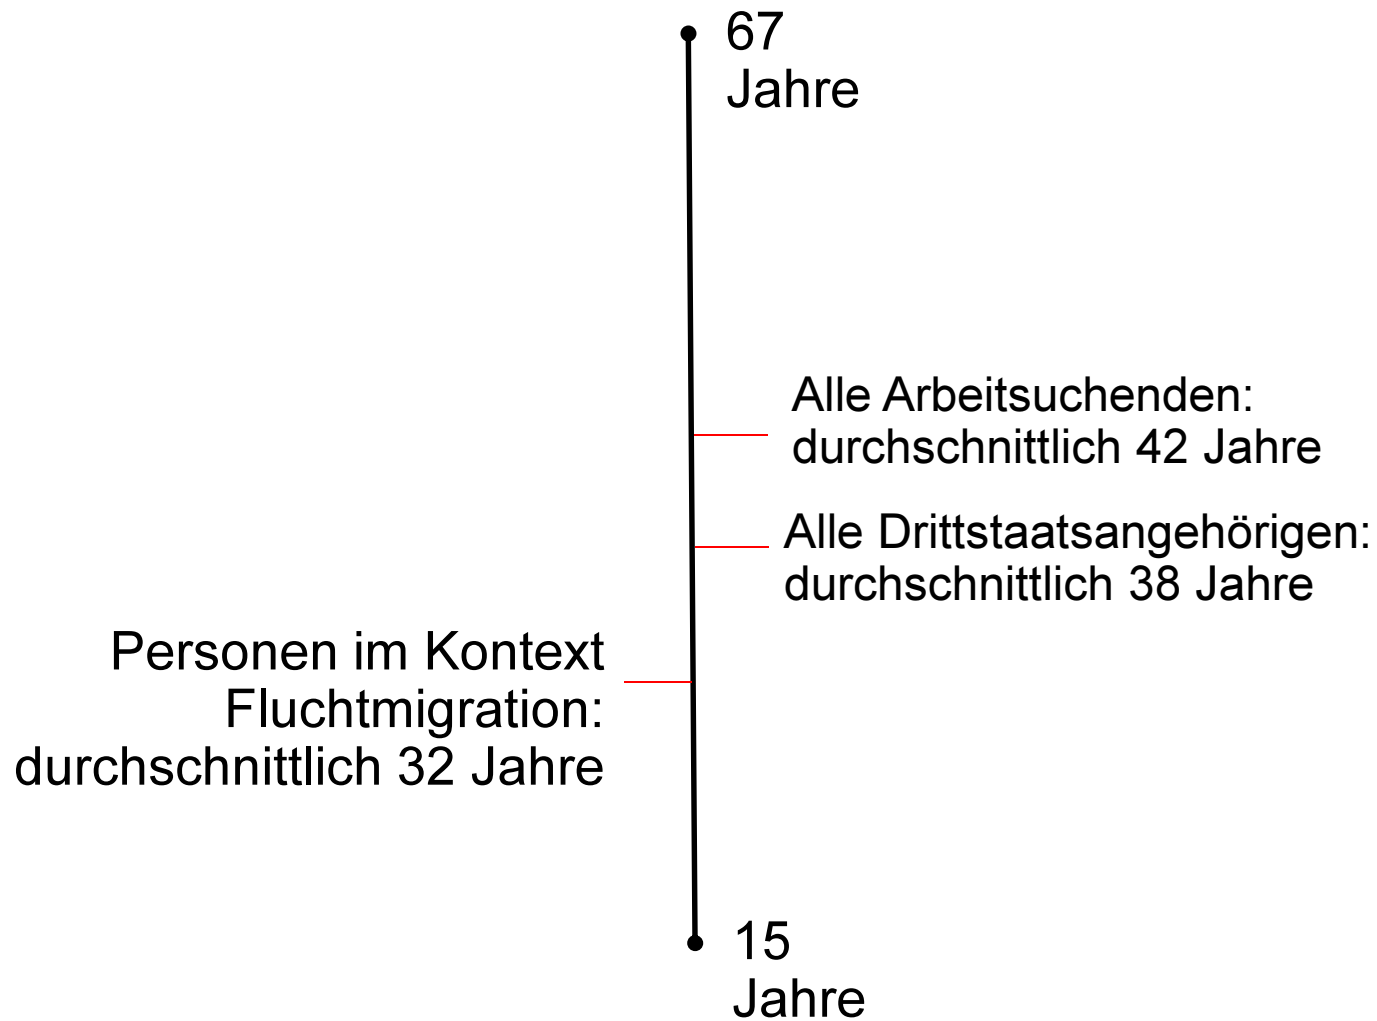 67
Jahre
Alle Arbeitsuchenden:
durchschnittlich 42 Jahre
Alle Drittstaatsangehörigen:
durchschnittlich 38 Jahre
Personen im Kontext
Fluchtmigration:
durchschnittlich 32 Jahre
15
Jahre